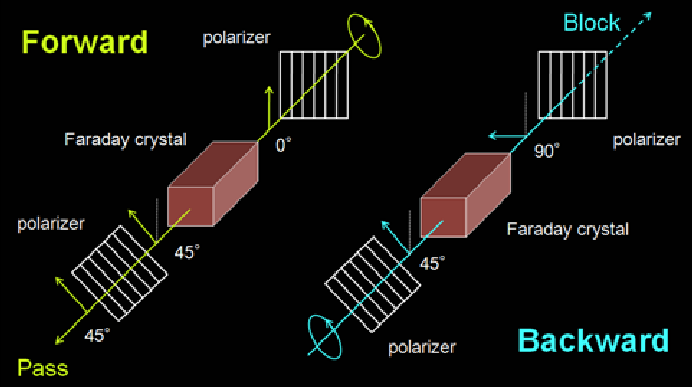 Forward
polarizer
0°
Faraday crystal
polarizer
45°
45°
Pass
Block
polarizer
90°
Faraday crystal
45°
polarizer
Backward